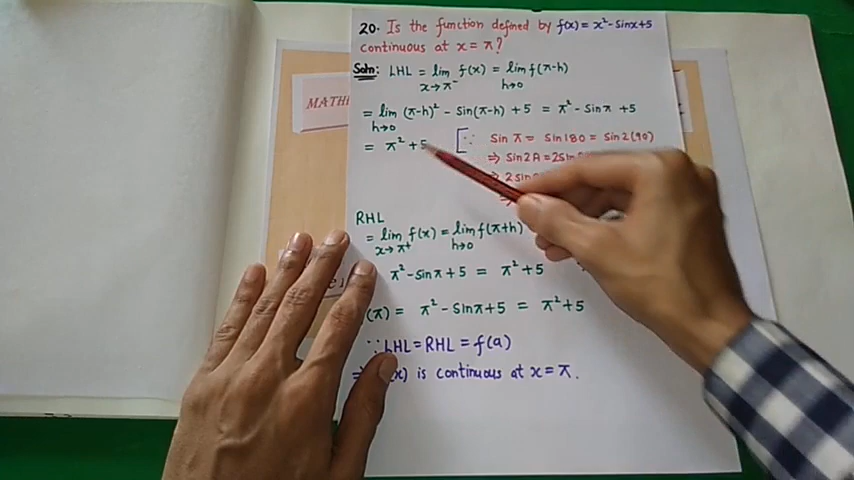 20. Is the function defined by f(x) = x² - sinx + 5
continuous at x = π?
Soln: LHL = lim f(x) = lim f(π-h)
x→π⁻ h→0
= lim (π-h)² - sin(π-h) + 5 = π² - sinπ + 5
h→0
= π² + 5
[∵ Sin π = Sin180 = Sin2(90)
⇒ Sin2A = 2Sin
⇒ 2sin
MATH
RHL
= lim f(x) = lim f(π+h)
x→π⁺ h→0
π² - sinπ + 5 = π² + 5
(π) = π² - sinπ + 5 = π² + 5
∵ LHL = RHL = f(a)
⇒ (x) is continuous at x = π.